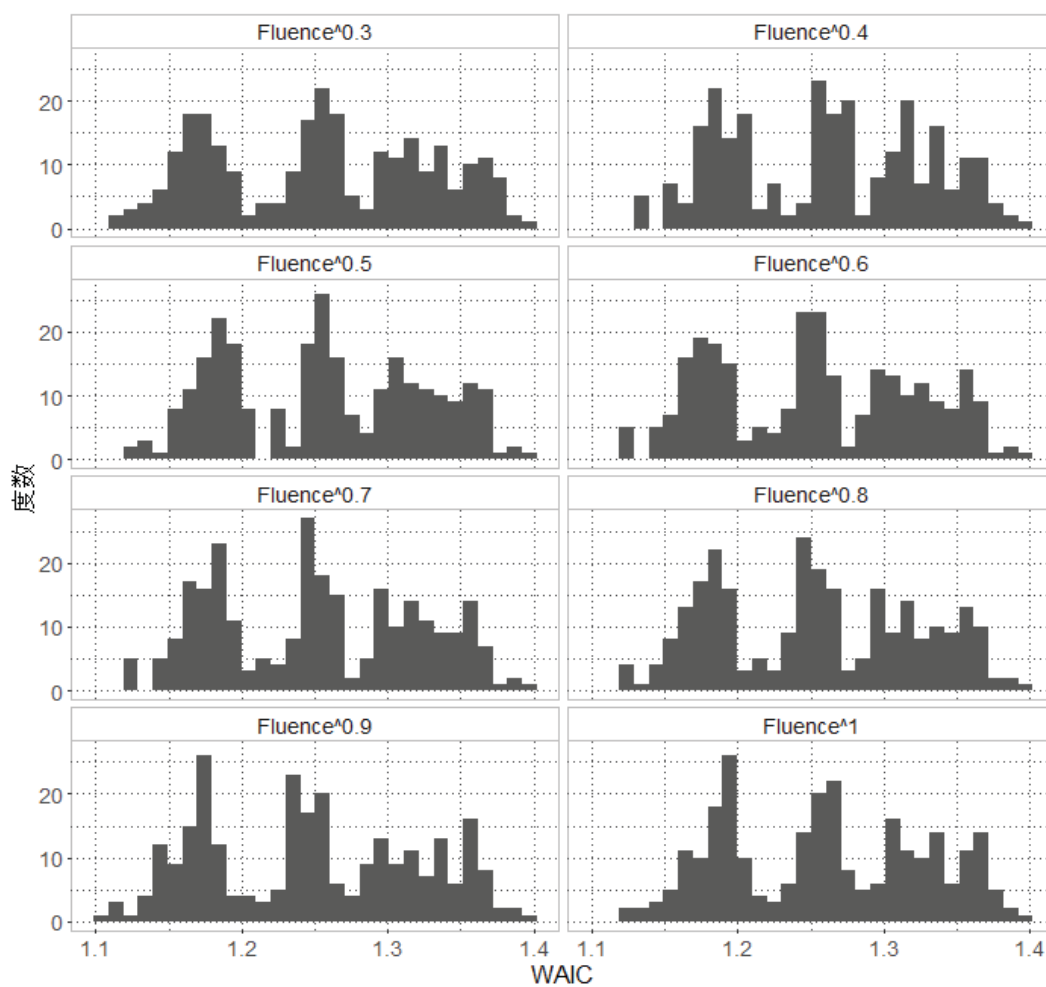 Fluence^0.3 Fluence^0.4
20
10
0
Fluence^0.5 Fluence^0.6
20
10
0
度数
Fluence^0.7 Fluence^0.8
20
10
0
Fluence^0.9 Fluence^1
20
10
0
1.1 1.2 1.3 1.4 1.1 1.2 1.3 1.4
WAIC